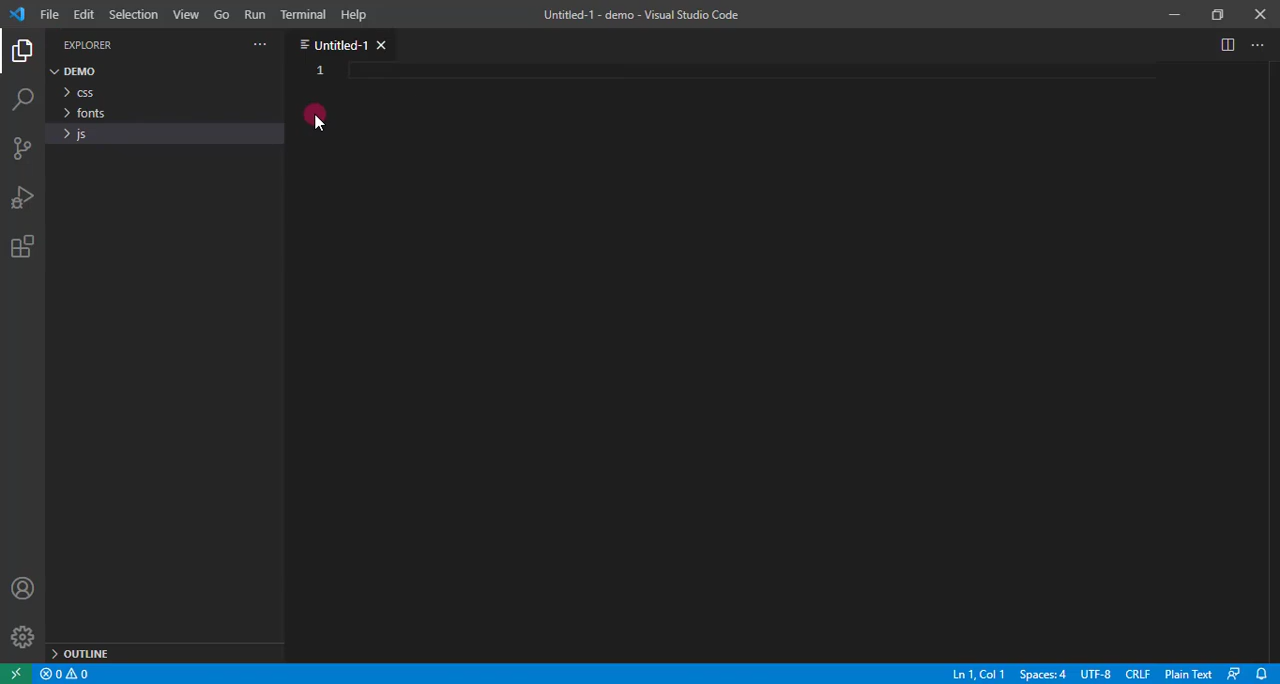 File Edit Selection View Go Run Terminal Help
Untitled-1 - demo - Visual Studio Code
EXPLORER
Untitled-1
DEMO
css
fonts
js
1
OUTLINE
0 0
Ln 1, Col 1 Spaces: 4 UTF-8 CRLF Plain Text